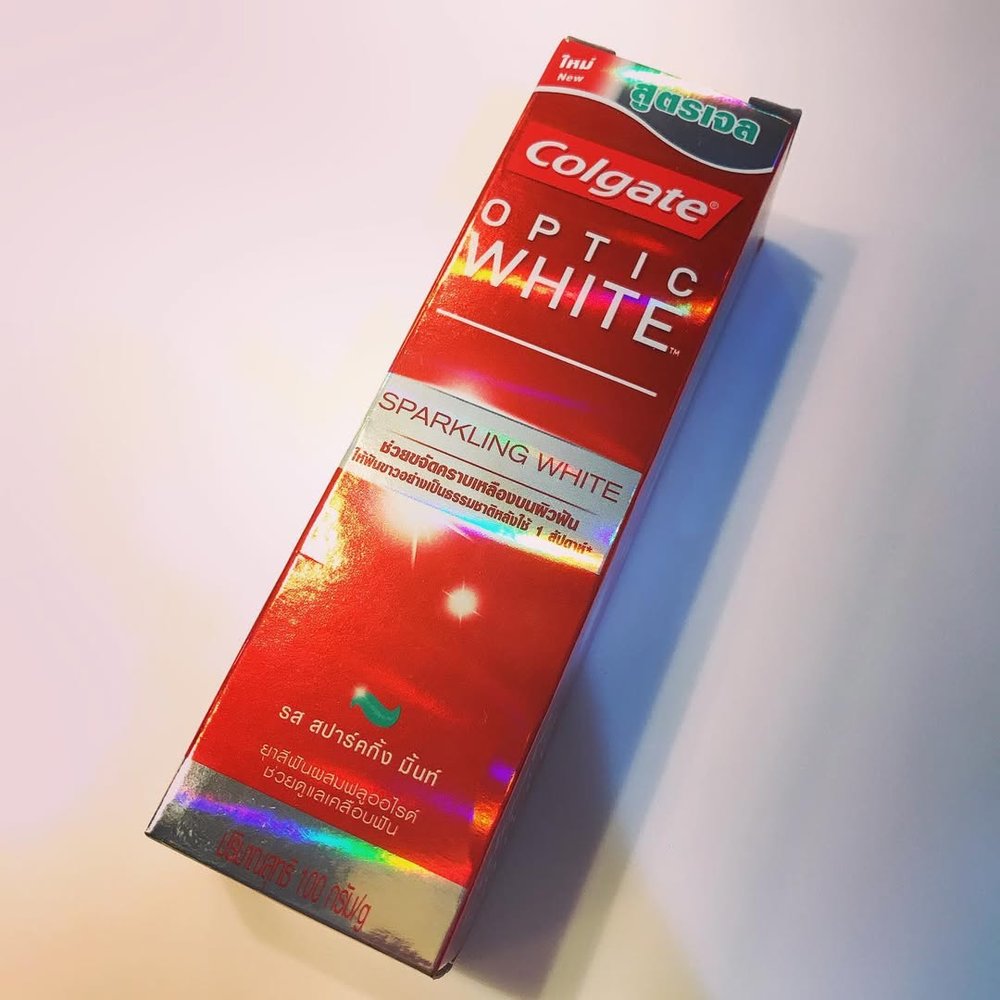 ใหม่
New
สูตรเจล
Colgate®
OPTIC
WHITE™
SPARKLING WHITE
ช่วยขจัดคราบเหลืองบนผิวฟัน
ให้ฟันขาวอย่างเป็นธรรมชาติหลังใช้ 1 สัปดาห์*
รส สปาร์คกิ้ง มิ้นท์
ยาสีฟันผสมฟลูออไรด์
ช่วยดูแลเคลือบฟัน
ปริมาณสุทธิ 100 กรัม/g